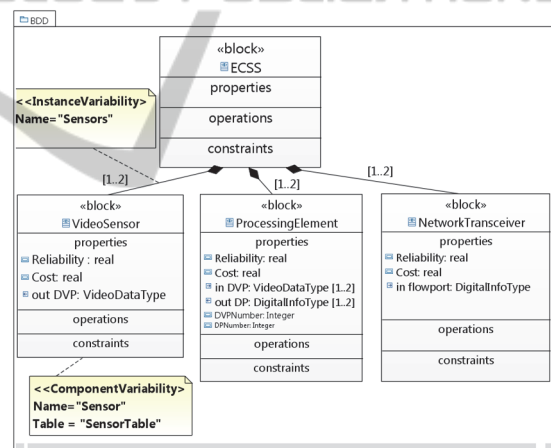 BDD
«block»
ECSS
properties
operations
constraints
<<InstanceVariability>
Name="Sensors"
[1..2]
[1..2]
[1..2]
«block»
VideoSensor
properties
Reliability : real
Cost: real
out DVP: VideoDataType
operations
constraints
«block»
ProcessingElement
properties
Reliability: real
Cost: real
in DVP: VideoDataType [1..2]
out DP: DigitalInfoType [1..2]
DVPNumber: Integer
DPNumber: Integer
operations
constraints
«block»
NetworkTransceiver
properties
Reliability: real
Cost: real
in flowport: DigitalInfoType
operations
constraints
<<ComponentVariability>
Name="Sensor"
Table = "SensorTable"